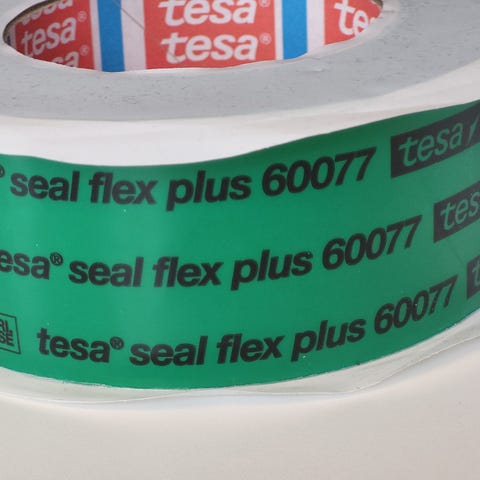 tesa® tesa® tesa
tesa®
® seal flex plus 60077 tesa
esa® seal flex plus 60077 tes
tesa® seal flex plus 60077